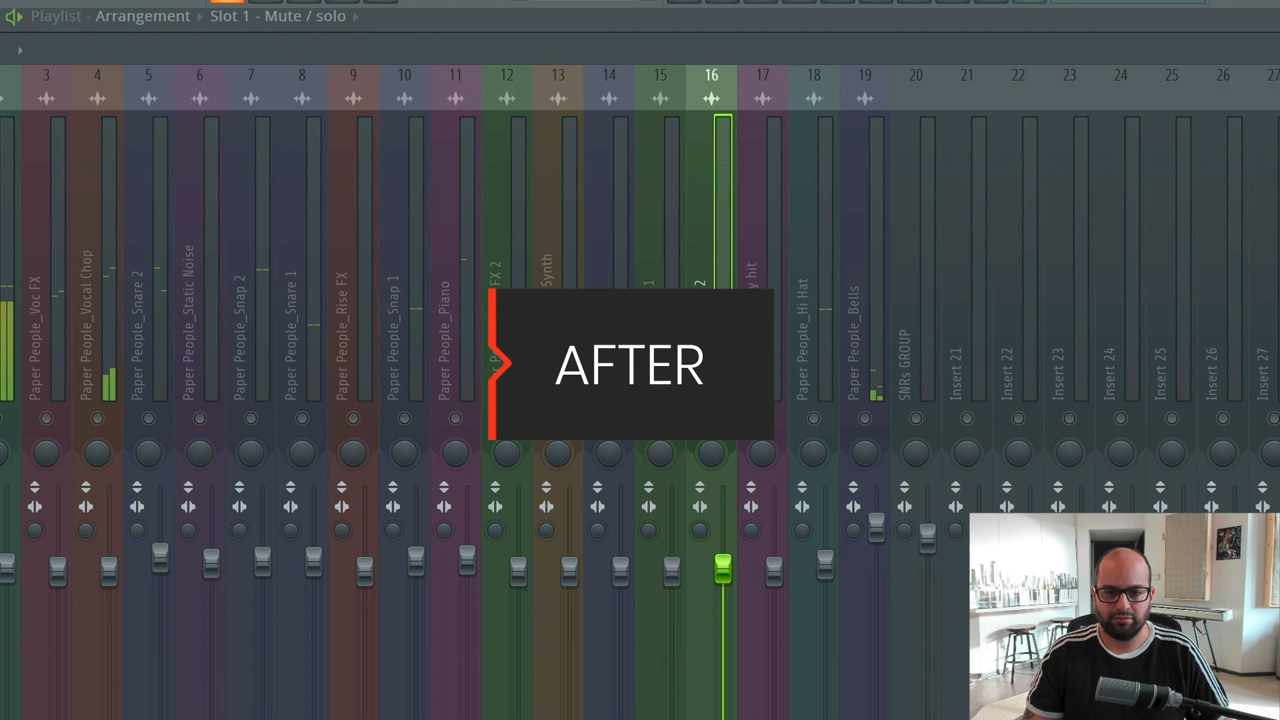 Playlist - Arrangement ▸ Slot 1 - Mute / solo ▸
3 4 5 6 7 8 9 10 11 12 13 14 15 16 17 18 19 20 21 22 23 24 25 26 27
Paper People_Voc FX
Paper People_Vocal Chop
Paper People_Snare 2
Paper People_Static Noise
Paper People_Snap 2
Paper People_Snare 1
Paper People_Rise FX
Paper People_Snap 1
Paper People_Piano
FX 2
Synth
1
2
hit
Paper People_Hi Hat
Paper People_Bells
SNRs GROUP
Insert 21
Insert 22
Insert 23
Insert 24
Insert 25
Insert 26
Insert 27
AFTER